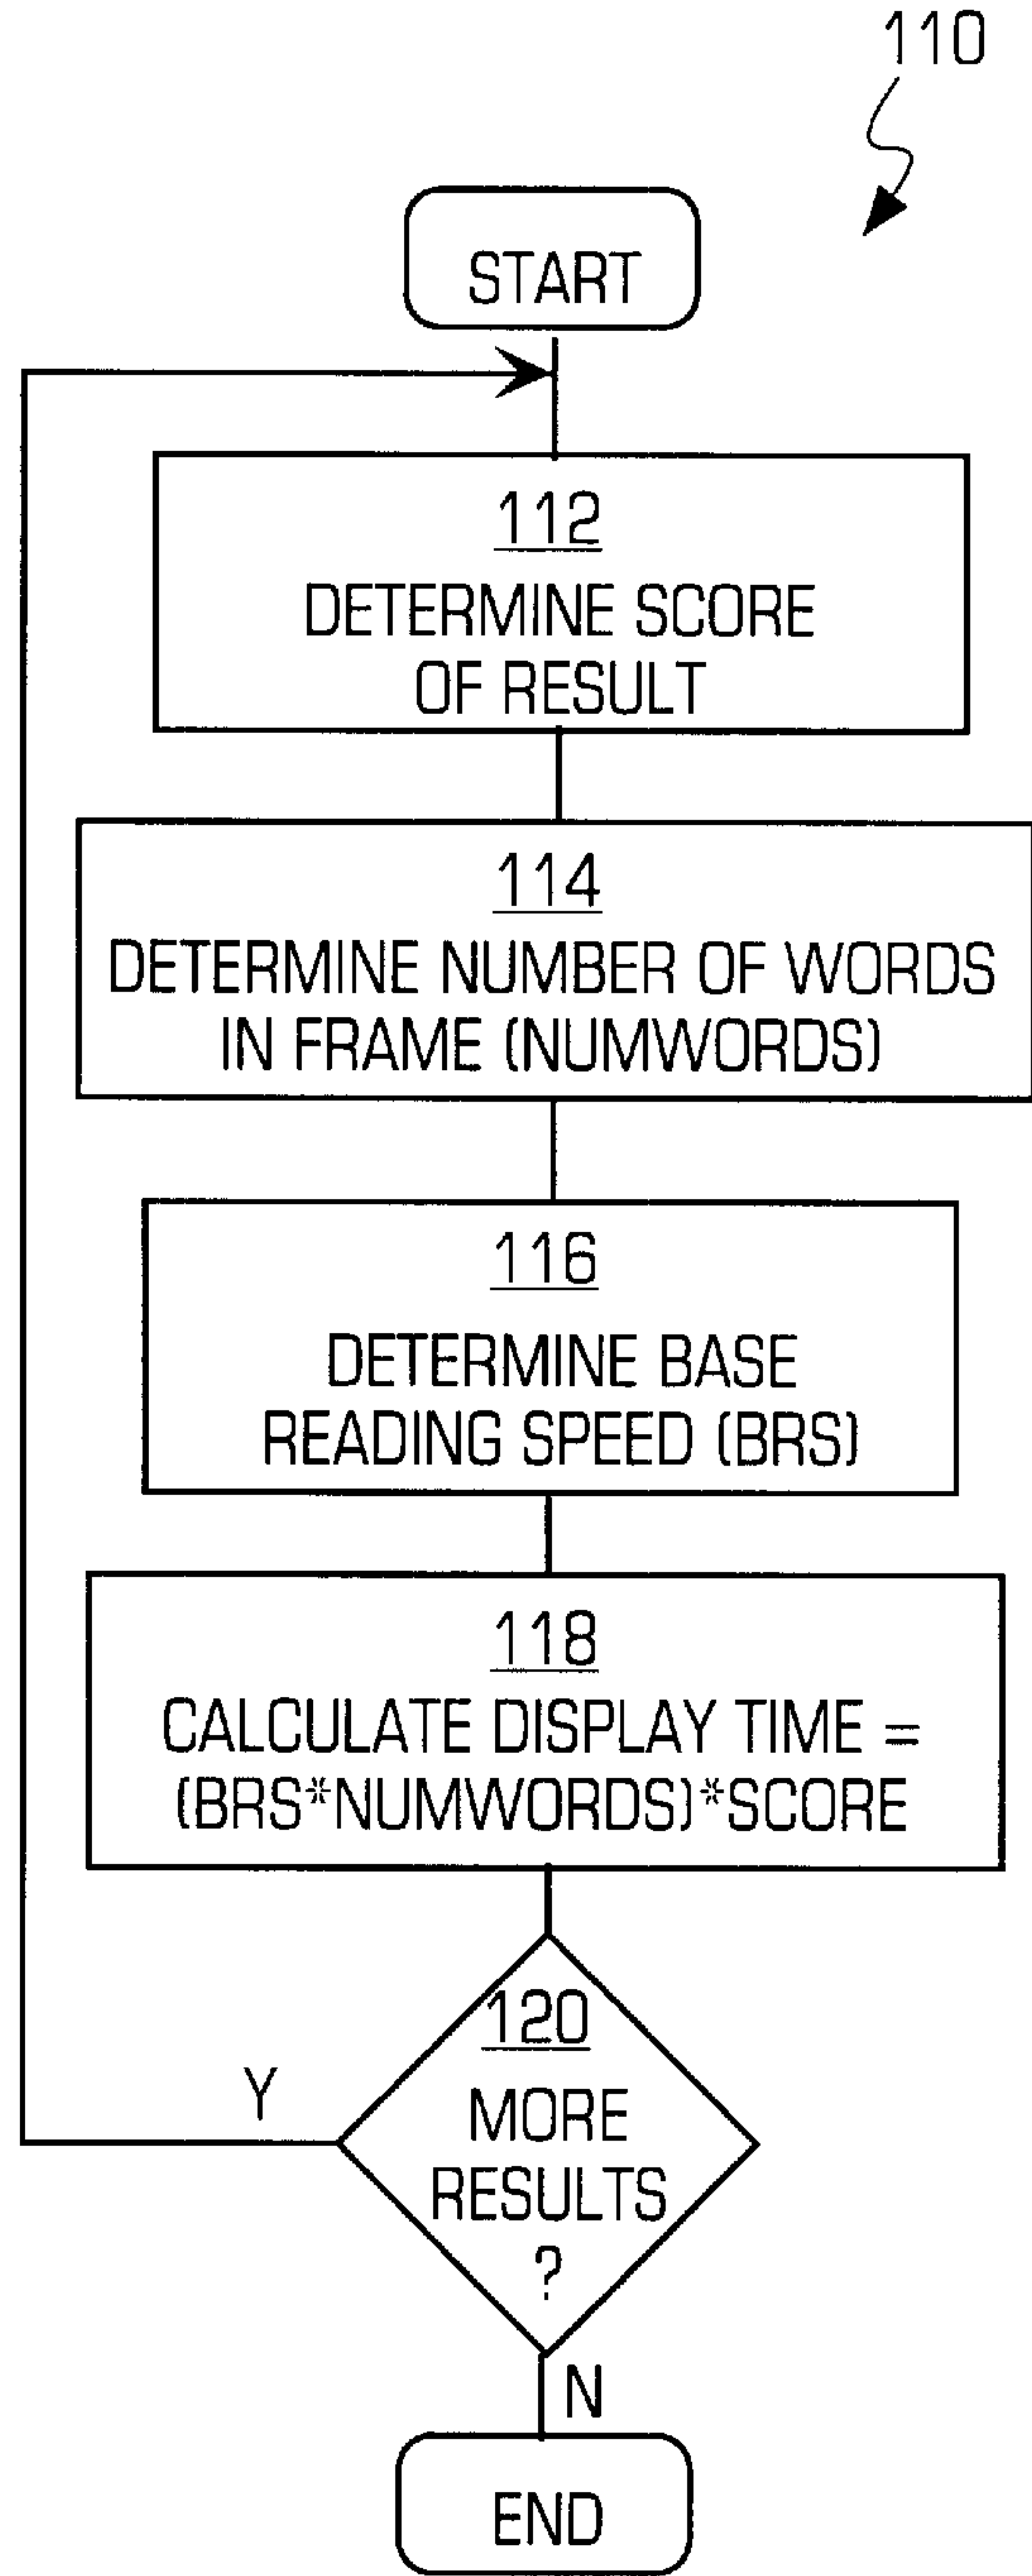 110
START
112
DETERMINE SCORE
OF RESULT
114
DETERMINE NUMBER OF WORDS
IN FRAME (NUMWORDS)
116
DETERMINE BASE
READING SPEED (BRS)
118
CALCULATE DISPLAY TIME =
(BRS*NUMWORDS)*SCORE
120
MORE
RESULTS
?
Y
N
END